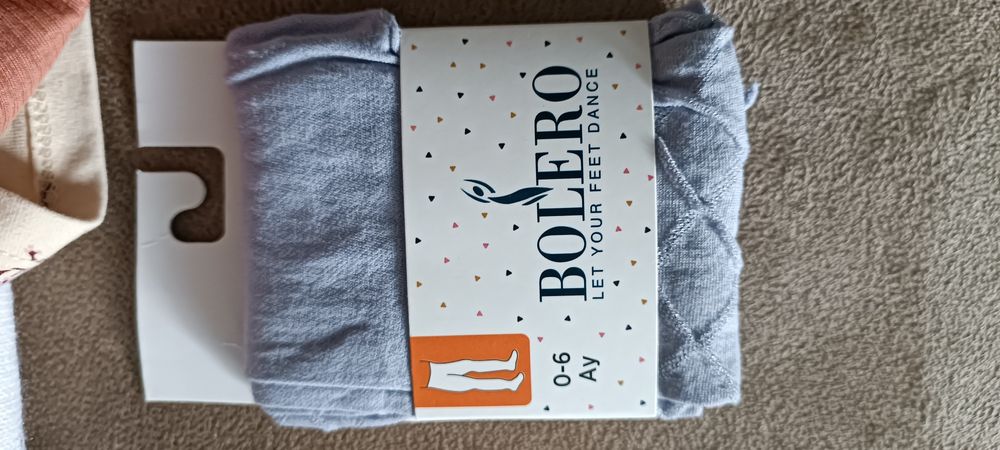 BOLERO
LET YOUR FEET DANCE
0-6
Ay